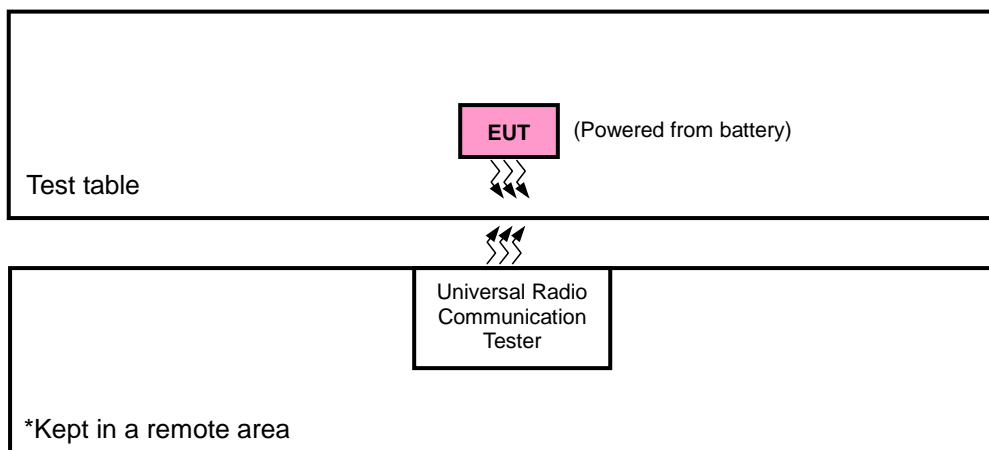 EUT
(Powered from battery)
Test table
Universal Radio
Communication
Tester
*Kept in a remote area